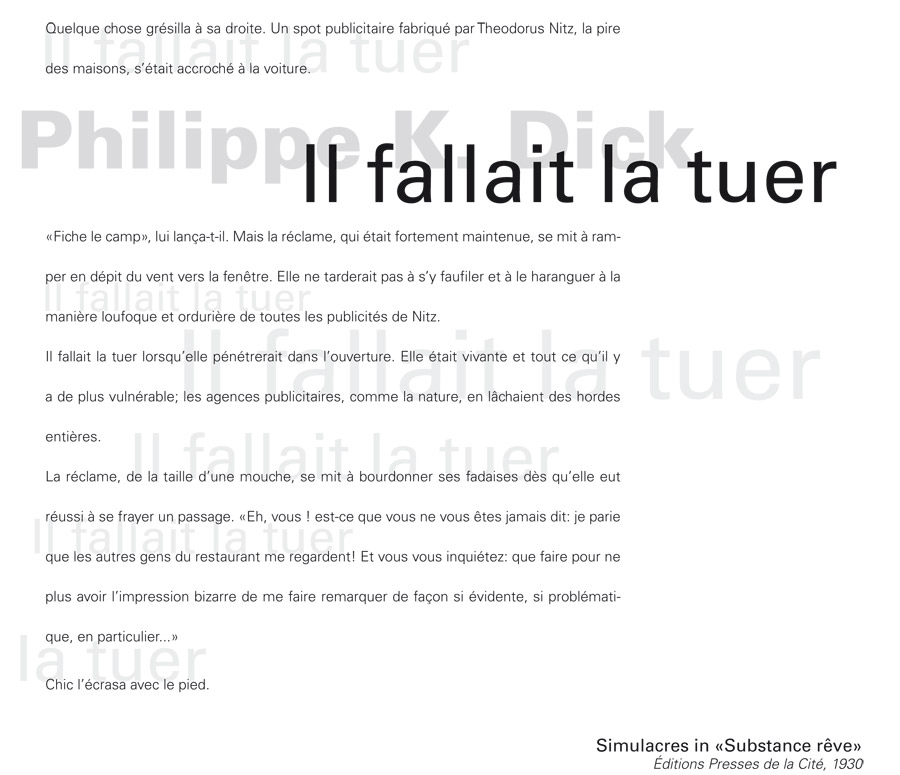 Quelque chose grésilla à sa droite. Un spot publicitaire fabriqué par Theodorus Nitz, la pire
Il fallait la tuer
des maisons, s'était accroché à la voiture.
Philippe K. Dick
Il fallait la tuer
«Fiche le camp», lui lança-t-il. Mais la réclame, qui était fortement maintenue, se mit à ram-
per en dépit du vent vers la fenêtre. Elle ne tarderait pas à s'y faufiler et à le haranguer à la
Il fallait la tuer
manière loufoque et ordurière de toutes les publicités de Nitz.
Il fallait la tuer lorsqu'elle pénétrerait dans l'ouverture. Elle était vivante et tout ce qu'il y
Il fallait la tuer
a de plus vulnérable; les agences publicitaires, comme la nature, en lâchaient des hordes
entières.
Il fallait la tuer
La réclame, de la taille d'une mouche, se mit à bourdonner ses fadaises dès qu'elle eut
réussi à se frayer un passage. «Eh, vous ! est-ce que vous ne vous êtes jamais dit: je parie
Il fallait la tuer
que les autres gens du restaurant me regardent! Et vous vous inquiétez: que faire pour ne
plus avoir l'impression bizarre de me faire remarquer de façon si évidente, si problémati-
que, en particulier...»
la tuer
Chic l'écrasa avec le pied.
Simulacres in «Substance rêve»
Éditions Presses de la Cité, 1930